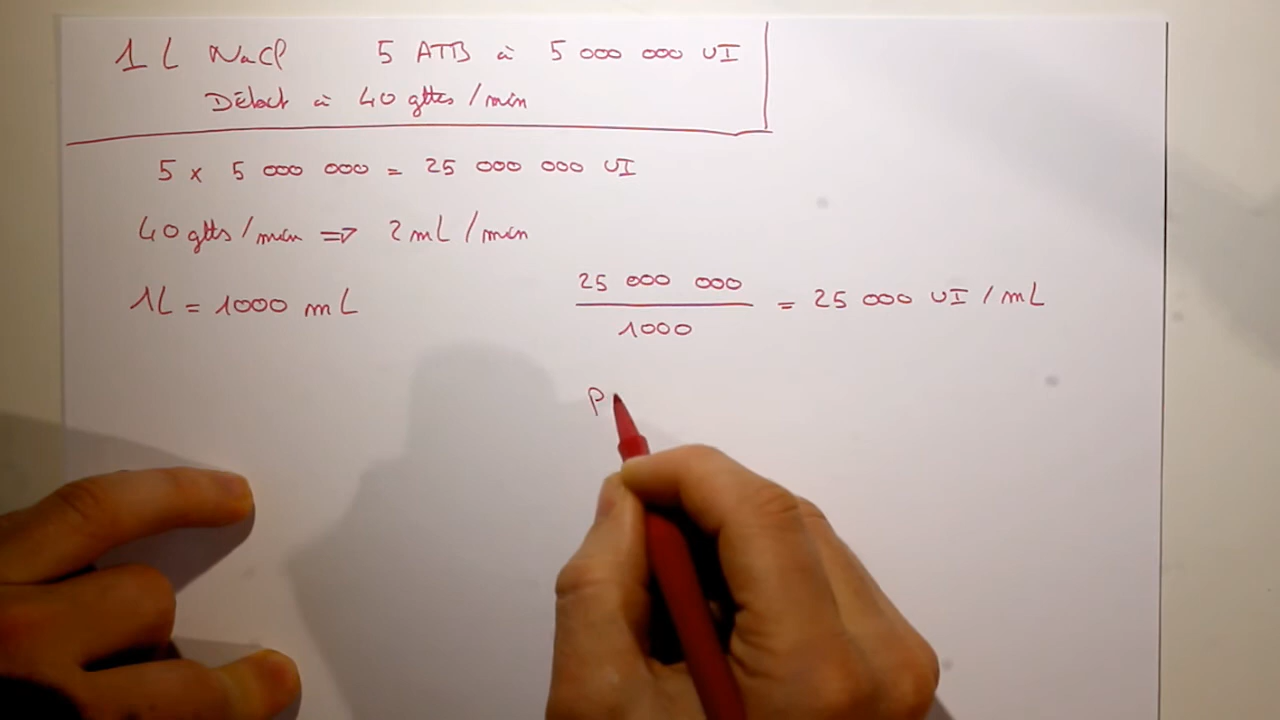 1 L NaCl 5 ATB à 5 000 000 UI
Débit à 40 gttes / min
5 x 5 000 000 = 25 000 000 UI
40 gtts / min => 2 mL / min
1L = 1000 mL
25 000 000
1000
= 25 000 UI / mL
P